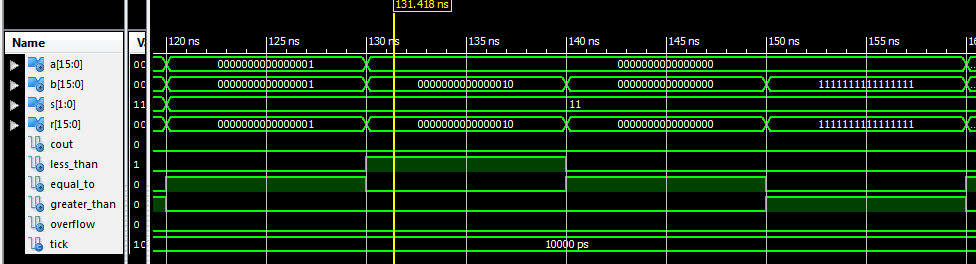 131.418 ns
Name Va
120 ns 125 ns 130 ns 135 ns 140 ns 145 ns 150 ns 155 ns 16
a[15:0] 00 0000000000000001 0000000000000000 ...
b[15:0] 00 0000000000000001 0000000000000010 0000000000000000 1111111111111111 ...
s[1:0] 11 11
r[15:0] 00 0000000000000001 0000000000000010 0000000000000000 1111111111111111 ...
cout 0
less_than 1
equal_to 0
greater_than 0
overflow 0
tick 10 10000 ps